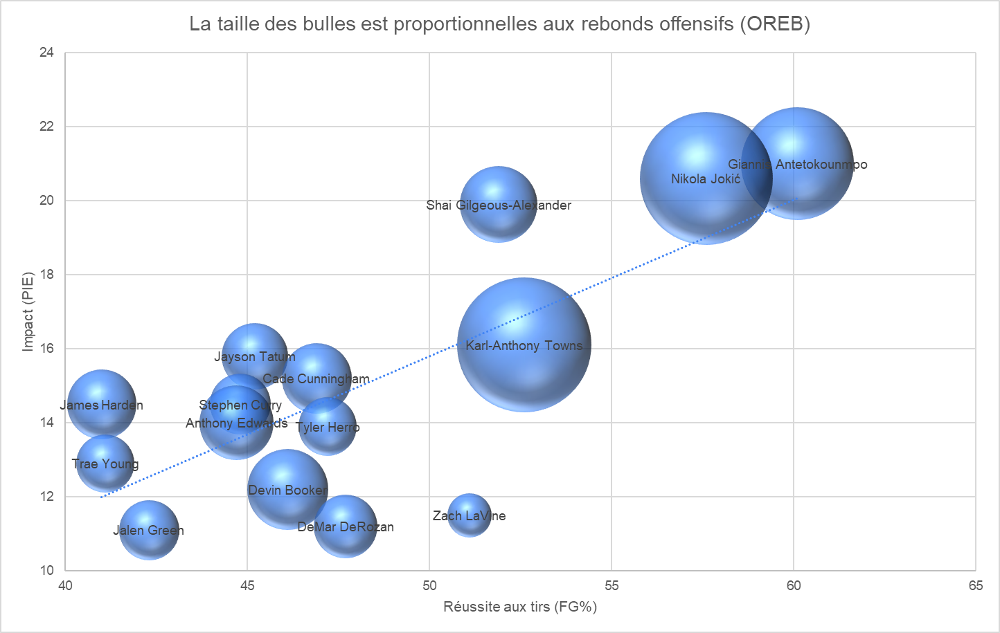 La taille des bulles est proportionnelles aux rebonds offensifs (OREB)
24
22
20
18
16
14
12
10
Impact (PIE)
Giannis Antetokounmpo
Nikola Jokić
Shai Gilgeous-Alexander
Karl-Anthony Towns
Jayson Tatum
Cade Cunningham
James Harden
Stephen Curry
Anthony Edwards
Tyler Herro
Trae Young
Devin Booker
Zach LaVine
DeMar DeRozan
Jalen Green
40
45
50
55
60
65
Réussite aux tirs (FG%)